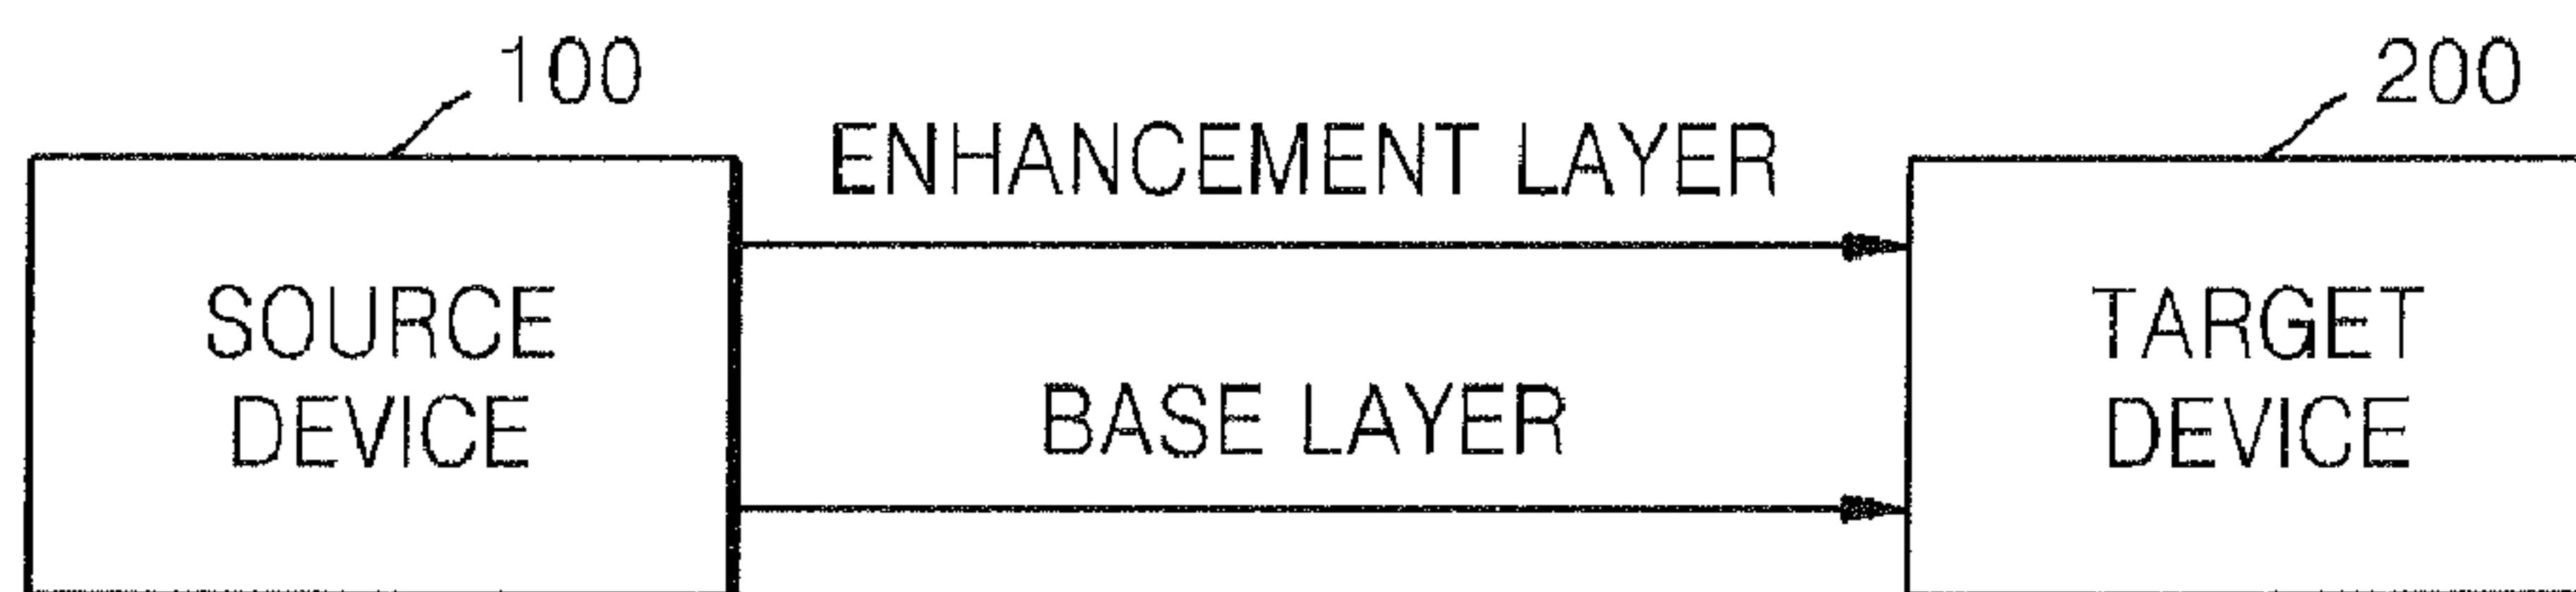 100
200
ENHANCEMENT LAYER
SOURCE
DEVICE
BASE LAYER
TARGET
DEVICE